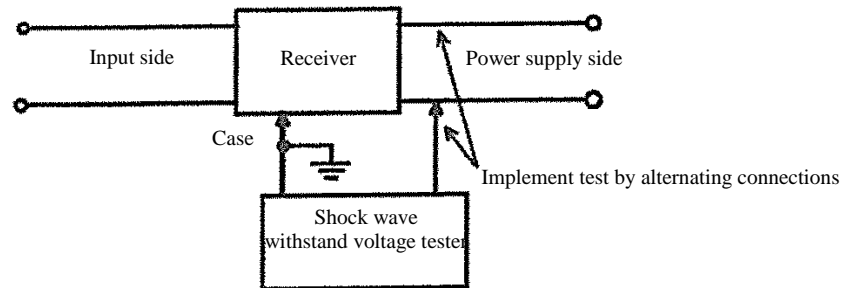 Input side
Receiver
Power supply side
Case
Implement test by alternating connections
Shock wave
withstand voltage tester